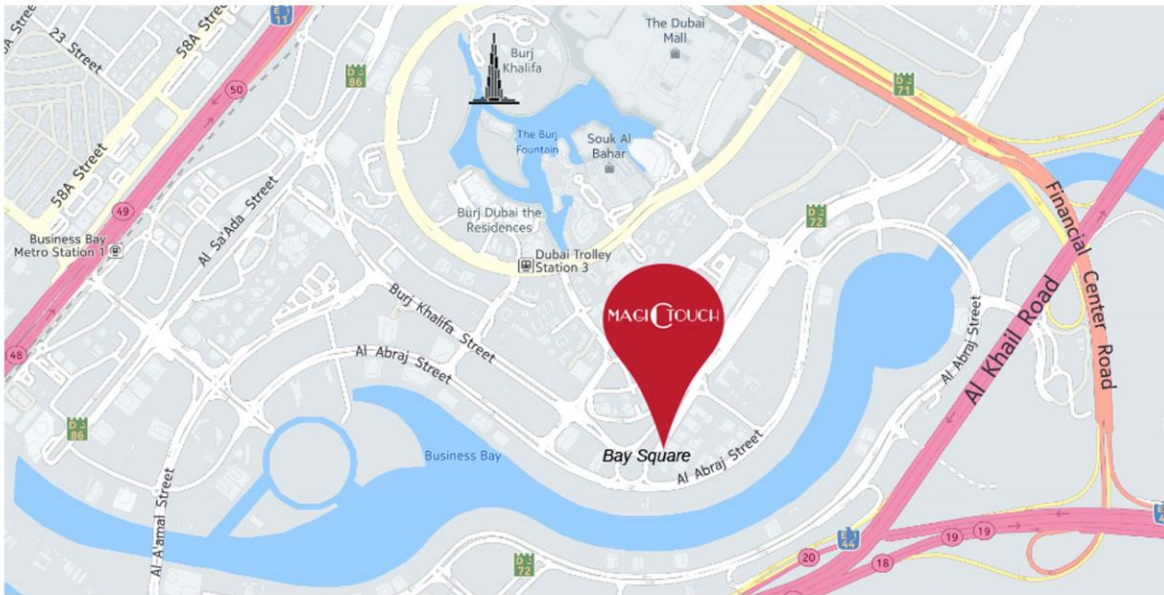 E 1
11
The Dubai
Mall
58A Street
23 Street
Burj
Khalifa
D
86
50
D
71
The Burj
Fountain
Souk Al
Bahar
58A Street
49
Al Sa'Ada Street
Burj Dubai the
Residences
D
72
Financial Center Road
Business Bay
Metro Station 1
Dubai Trolley
Station 3
MAGIC TOUCH
Burj Khalifa Street
Al Khail Road
48
Al Abraj Street
Al Abraj Street
D
86
Business Bay
Bay Square
Al Abraj Street
Al A'amal Street
E
44
20
19
19
18
D
72